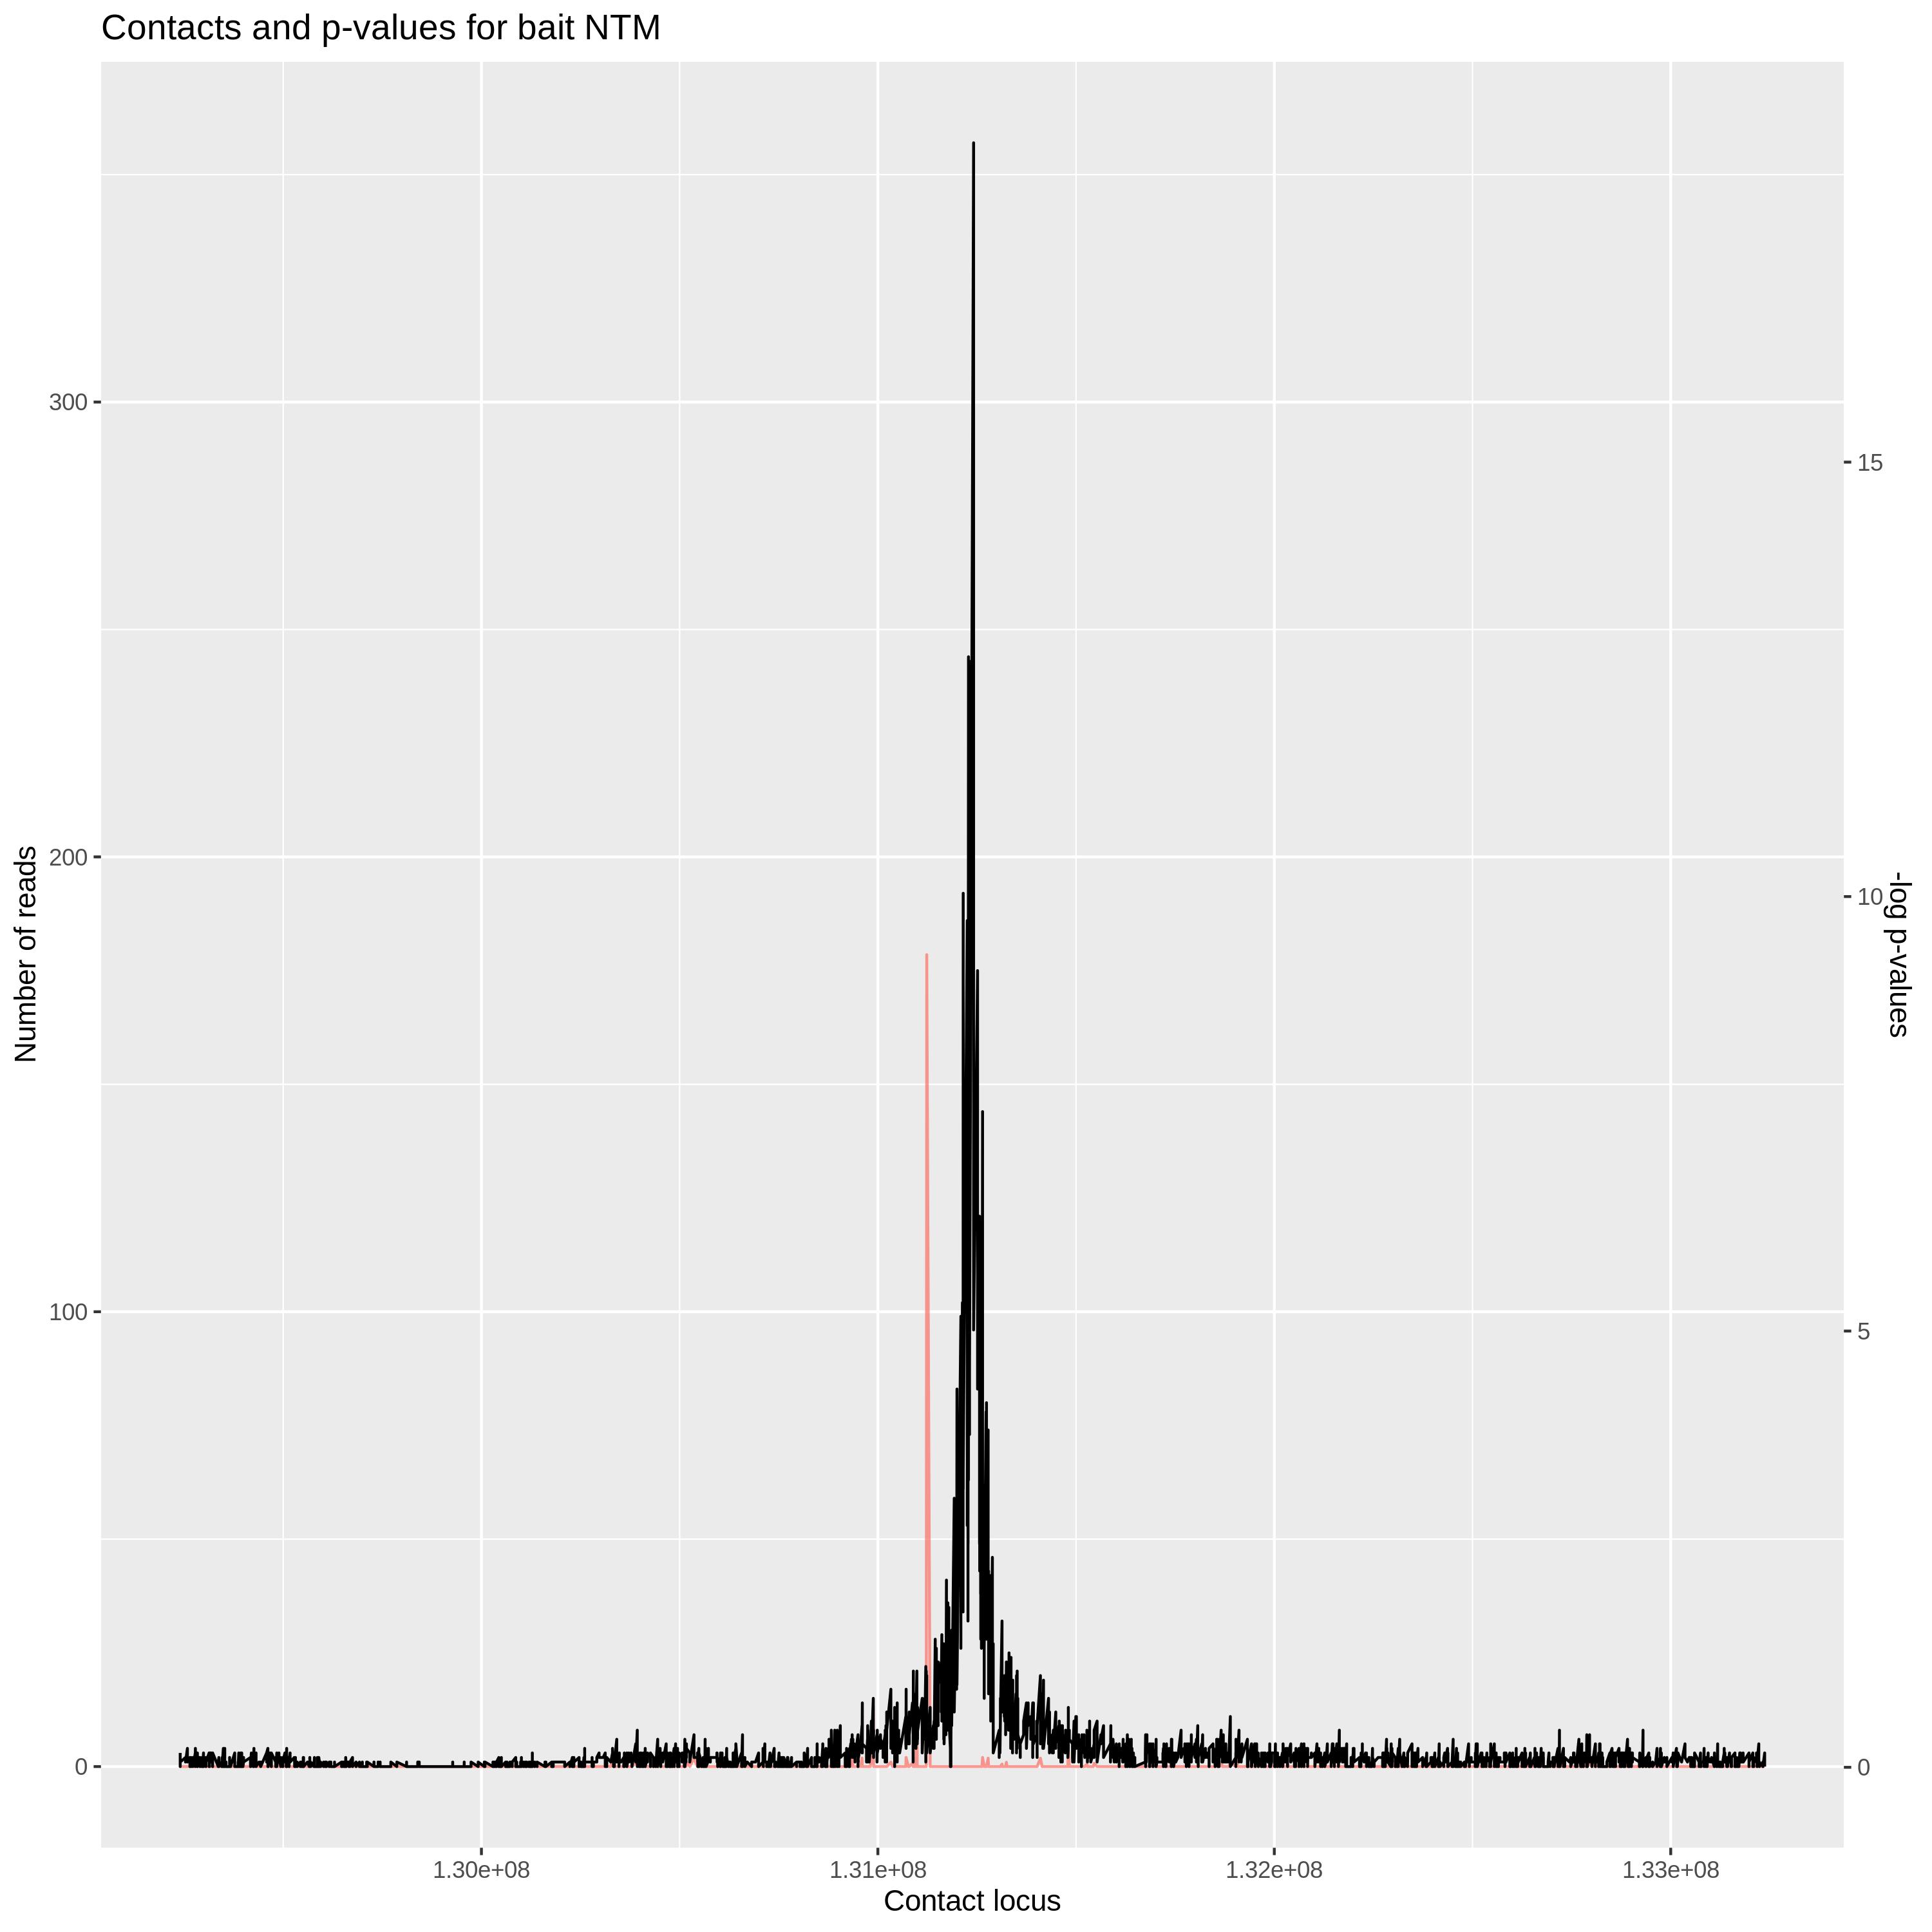 Contacts and p-values for bait NTM
300
200
100
0
Number of reads
15
10
5
0
-log p-values
1.30e+08
1.31e+08
1.32e+08
1.33e+08
Contact locus